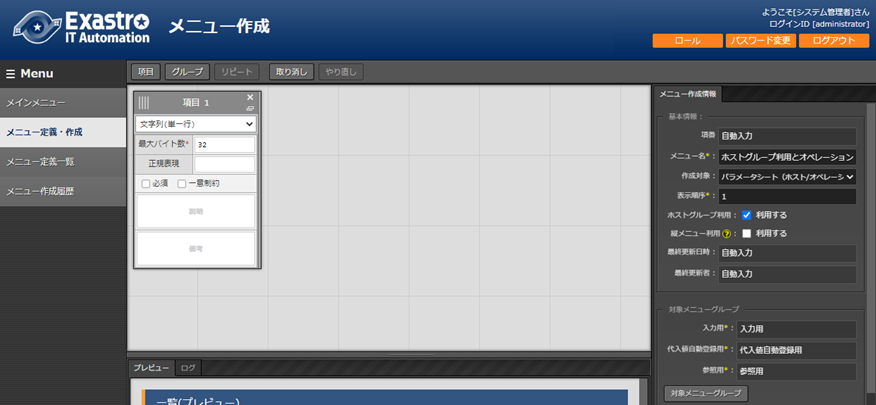 Exastro
IT Automation
メニュー作成
ようこそ[システム管理者]さん
ログインID [administrator]
ロール
パスワード変更
ログアウト
Menu
メインメニュー
メニュー定義・作成
メニュー定義一覧
メニュー作成履歴
項目
グループ
リピート
取り消し
やり直し
項目 1
文字列(単一行)
最大バイト数* 32
正規表現
必須 一意制約
説明
備考
プレビュー
ログ
一覧(プレビュー)
メニュー作成情報
基本情報:
項番 自動入力
メニュー名*: ホストグループ利用とオペレーション
作成対象: パラメータシート(ホスト/オペレーシ
表示順序*: 1
ホストグループ利用: 利用する
縦メニュー利用 ?: 利用する
最終更新日時: 自動入力
最終更新者: 自動入力
対象メニューグループ
入力用*: 入力用
代入値自動登録用*: 代入値自動登録用
参照用*: 参照用
対象メニューグループ